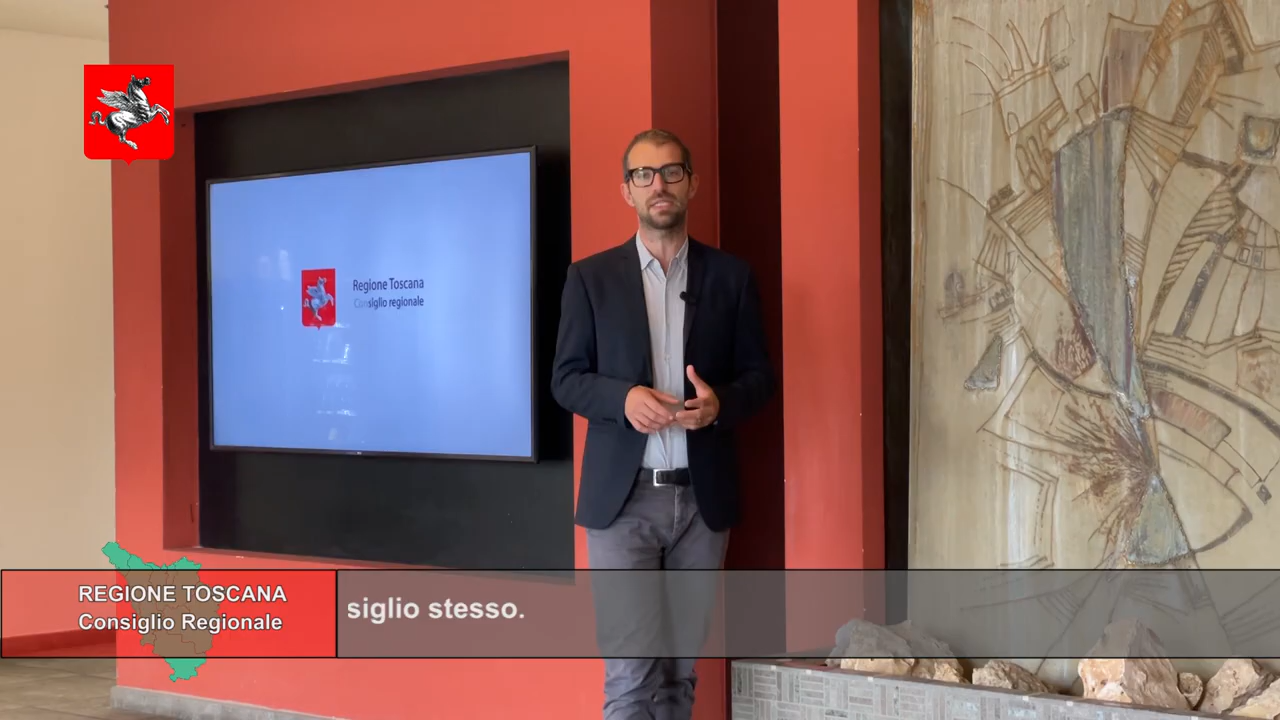 Regione Toscana
Consiglio regionale
REGIONE TOSCANA
Consiglio Regionale
siglio stesso.